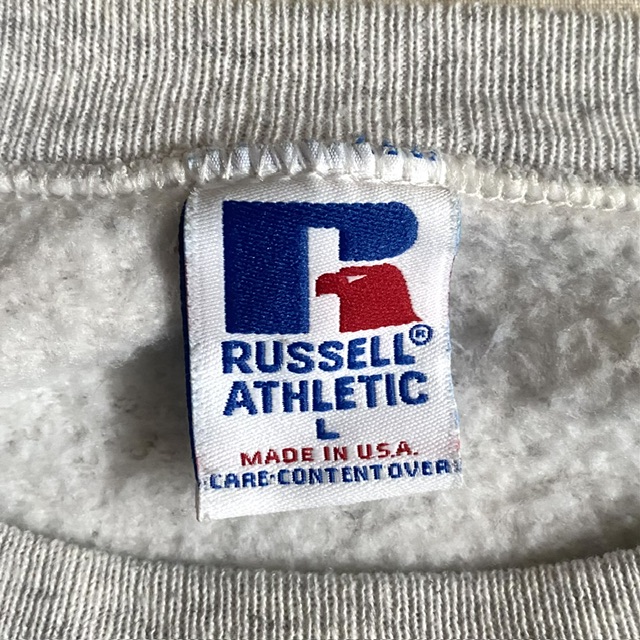 RUSSELL®
ATHLETIC
L
MADE IN U.S.A.
CARE·CONTENT OVER